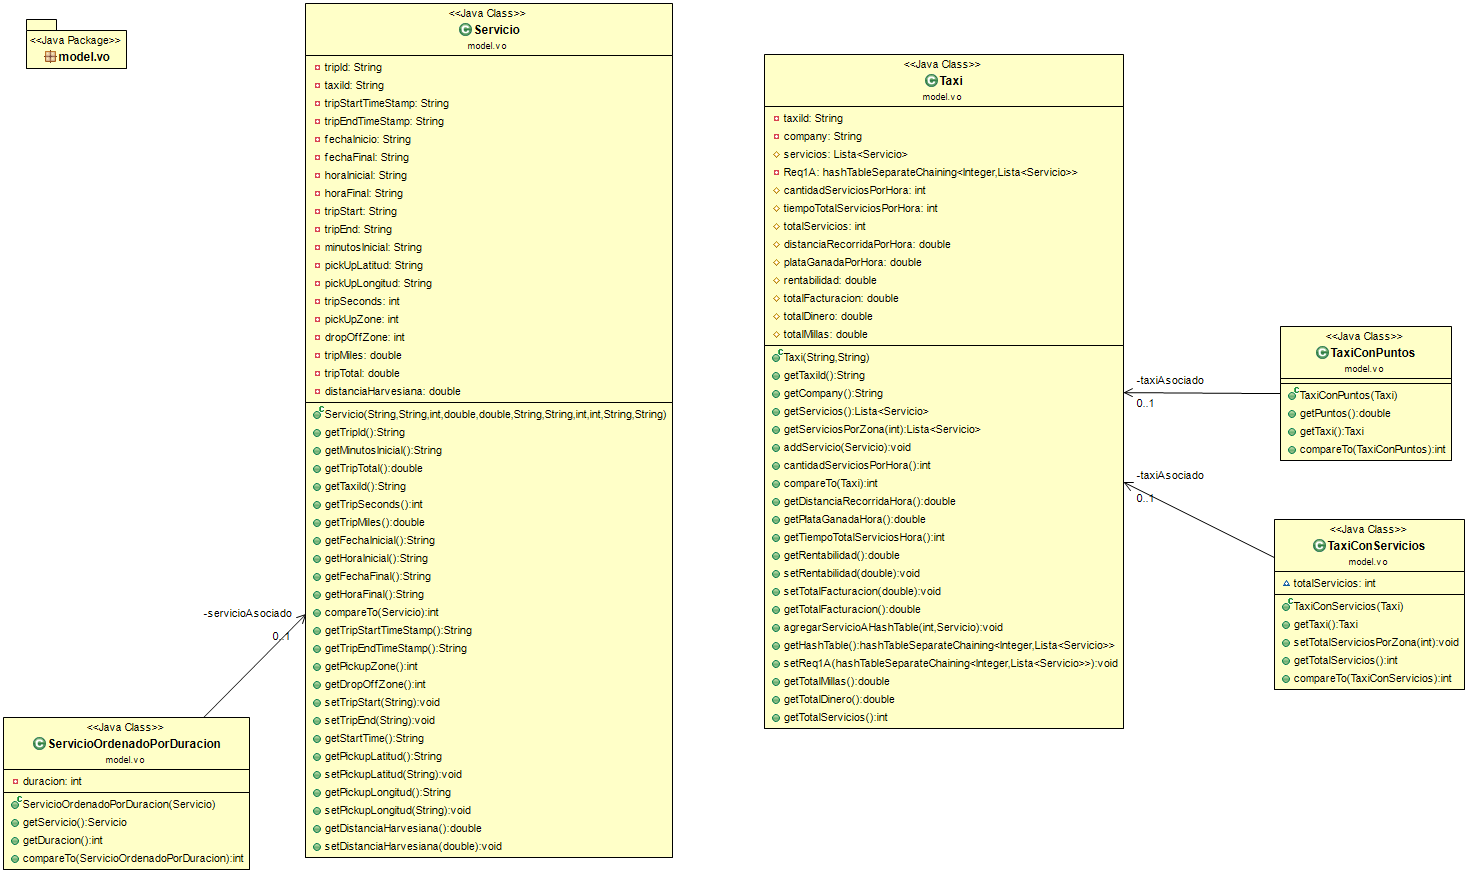 <<Java Package>>
model.vo
<<Java Class>>
Servicio
model.vo
tripId: String
taxiId: String
tripStartTimeStamp: String
tripEndTimeStamp: String
fechaInicio: String
fechaFinal: String
horaInicial: String
horaFinal: String
tripStart: String
tripEnd: String
minutosInicial: String
pickUpLatitud: String
pickUpLongitud: String
tripSeconds: int
pickUpZone: int
dropOffZone: int
tripMiles: double
tripTotal: double
distanciaHarvesiana: double
Servicio(String,String,int,double,double,String,String,int,int,String,String)
getTripId():String
getMinutosInicial():String
getTripTotal():double
getTaxiId():String
getTripSeconds():int
getTripMiles():double
getFechaInicial():String
getHoraInicial():String
getFechaFinal():String
getHoraFinal():String
compareTo(Servicio):int
getTripStartTimeStamp():String
getTripEndTimeStamp():String
getPickupZone():int
getDropOffZone():int
setTripStart(String):void
setTripEnd(String):void
getStartTime():String
getPickupLatitud():String
setPickupLatitud(String):void
getPickupLongitud():String
setPickupLongitud(String):void
getDistanciaHarvesiana():double
setDistanciaHarvesiana(double):void
-servicioAsociado
0..1
<<Java Class>>
ServicioOrdenadoPorDuracion
model.vo
duracion: int
ServicioOrdenadoPorDuracion(Servicio)
getServicio():Servicio
getDuracion():int
compareTo(ServicioOrdenadoPorDuracion):int
<<Java Class>>
Taxi
model.vo
taxiId: String
company: String
servicios: Lista<Servicio>
Req1A: hashTableSeparateChaining<Integer,Lista<Servicio>>
cantidadServiciosPorHora: int
tiempoTotalServiciosPorHora: int
totalServicios: int
distanciaRecorridaPorHora: double
plataGanadaPorHora: double
rentabilidad: double
totalFacturacion: double
totalDinero: double
totalMillas: double
Taxi(String,String)
getTaxiId():String
getCompany():String
getServicios():Lista<Servicio>
getServiciosPorZona(int):Lista<Servicio>
addServicio(Servicio):void
cantidadServiciosPorHora():int
compareTo(Taxi):int
getDistanciaRecorridaHora():double
getPlataGanadaHora():double
getTiempoTotalServiciosHora():int
getRentabilidad():double
setRentabilidad(double):void
setTotalFacturacion(double):void
getTotalFacturacion():double
agregarServicioAHashTable(int,Servicio):void
getHashTable():hashTableSeparateChaining<Integer,Lista<Servicio>>
setReq1A(hashTableSeparateChaining<Integer,Lista<Servicio>>):void
getTotalMillas():double
getTotalDinero():double
getTotalServicios():int
-taxiAsociado
0..1
<<Java Class>>
TaxiConPuntos
model.vo
TaxiConPuntos(Taxi)
getPuntos():double
getTaxi():Taxi
compareTo(TaxiConPuntos):int
-taxiAsociado
0..1
<<Java Class>>
TaxiConServicios
model.vo
totalServicios: int
TaxiConServicios(Taxi)
getTaxi():Taxi
setTotalServiciosPorZona(int):void
getTotalServicios():int
compareTo(TaxiConServicios):int